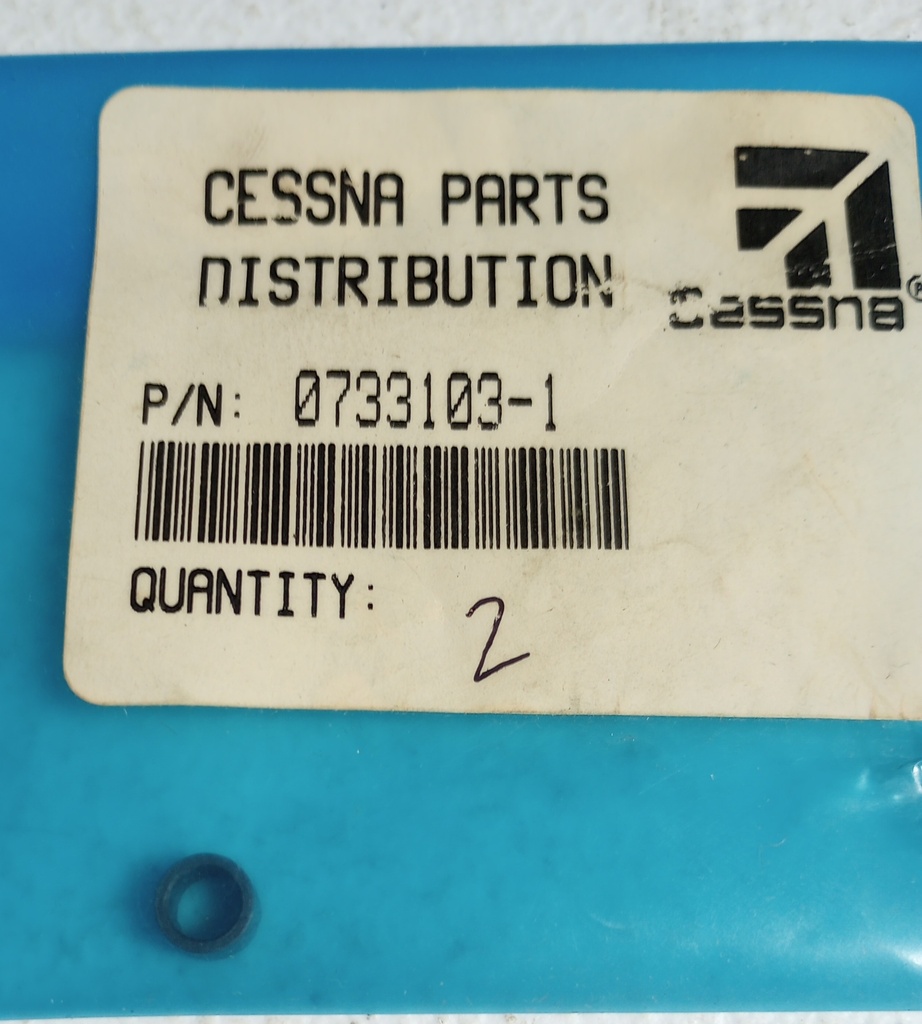 CESSNA PARTS
DISTRIBUTION
Cessna®
P/N: 0733103-1
QUANTITY: 2